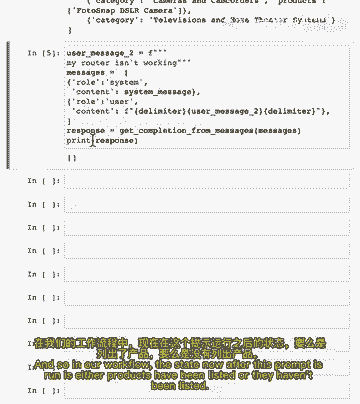 {'category': 'Cameras and Camcorders', 'products':
['FotoSnap DSLR Camera']},
{'category': 'Televisions and Home Theater Systems'}
]
In [5]: user_message_2 = f"""
my router isn't working"""
messages = [
{'role':'system',
'content': system_message},
{'role':'user',
'content': f"{delimiter}{user_message_2}{delimiter}"},
]
response = get_completion_from_messages(messages)
print(response)
[]
In [ ]:
In [ ]:
In [ ]:
In [ ]:
In [ ]:
In [ ]:
In [ ]:
在我们的工作流程中，现在在这个提示运行之后的状态，要么是
列出了产品，要么是没有列出产品。
And so in our workflow, the state now after this prompt is
run is either products have been listed or they haven't
been listed.
In [ ]: